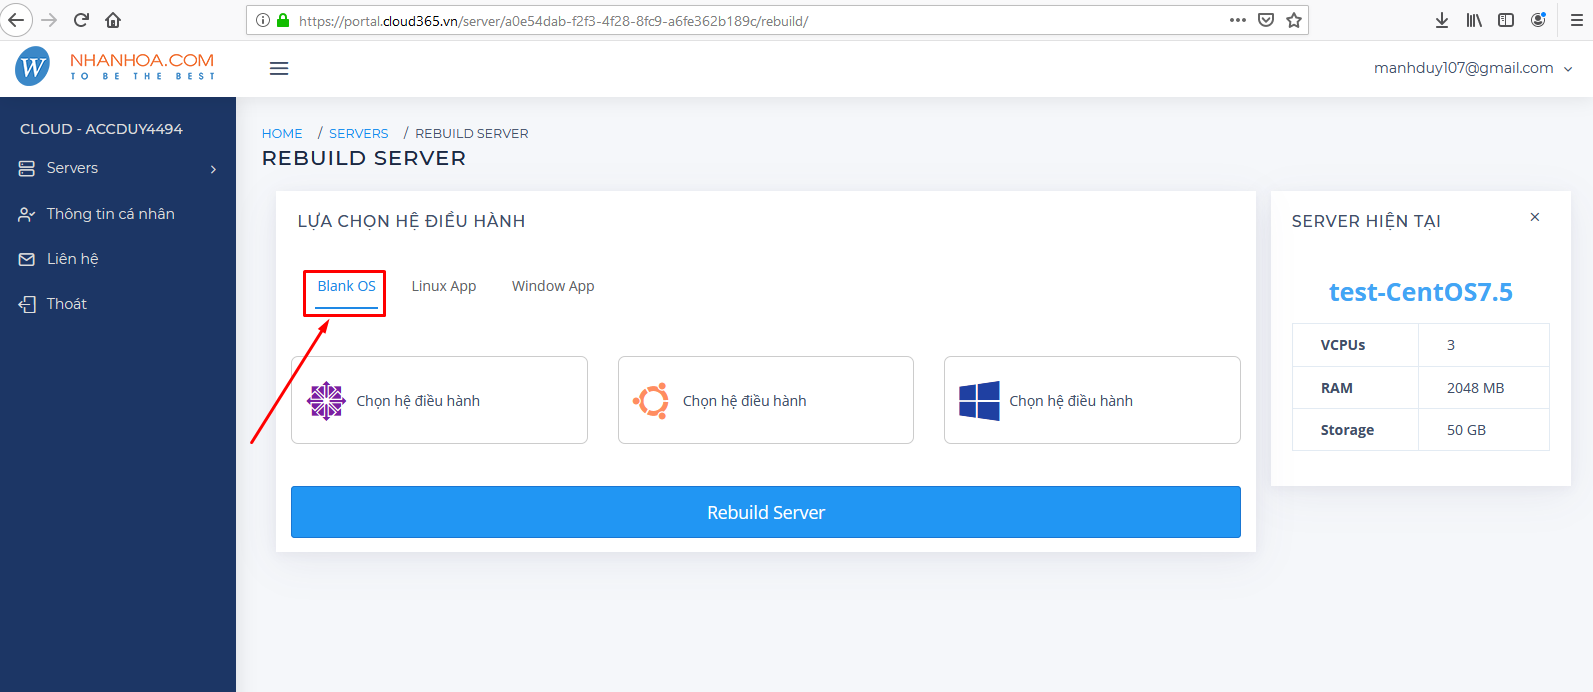 https://portal.cloud365.vn/server/a0e54dab-f2f3-4f28-8fc9-a6fe362b189c/rebuild/
W
NHANHOA.COM
TO BE THE BEST
manhduy107@gmail.com
CLOUD - ACCDUY4494
Servers
Thông tin cá nhân
Liên hệ
Thoát
HOME / SERVERS / REBUILD SERVER
REBUILD SERVER
LỰA CHỌN HỆ ĐIỀU HÀNH
Blank OS Linux App Window App
Chọn hệ điều hành Chọn hệ điều hành Chọn hệ điều hành
Rebuild Server
SERVER HIỆN TẠI
test-CentOS7.5
VCPUs 3
RAM 2048 MB
Storage 50 GB